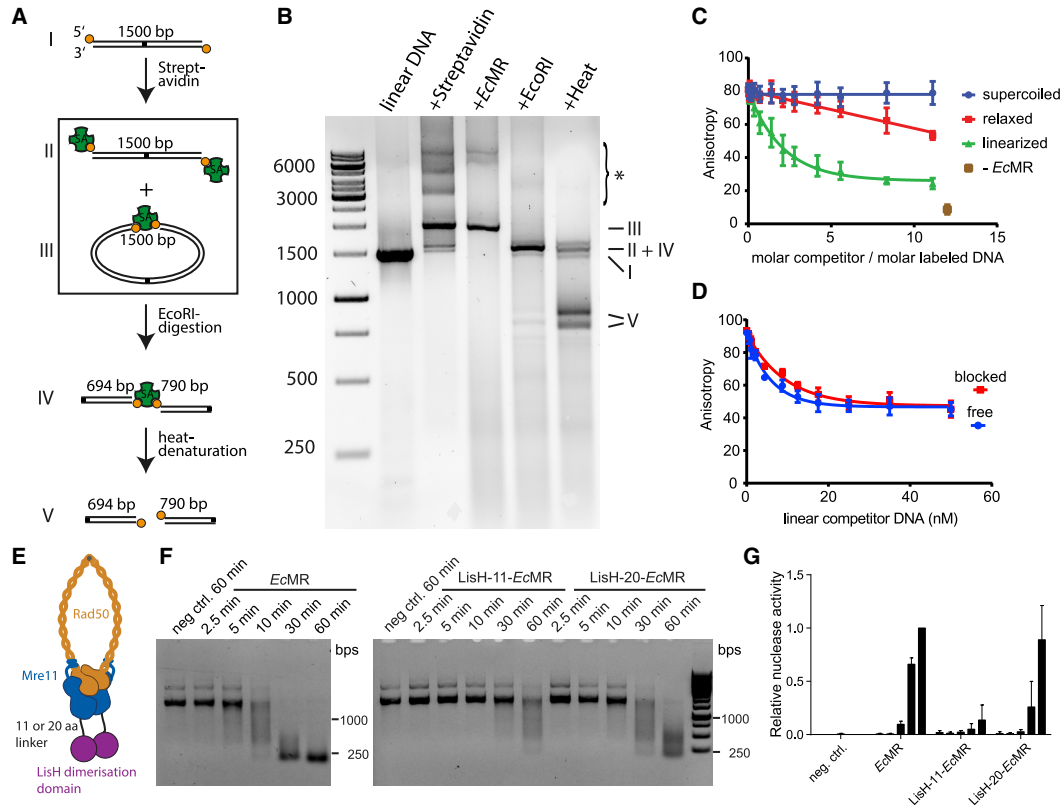 A
I
5'
3'
1500 bp
Strept-
avidin
II
1500 bp
SA
SA
+
SA
III
1500 bp
EcoRI-
digestion
IV
694 bp
790 bp
SA
heat-
denaturation
V
694 bp
790 bp
B
linear DNA
+Streptavidin
+EcMR
+EcoRI
+Heat
6000
3000
1500
1000
500
250
*
III
II + IV
I
V
C
Anisotropy
100
80
60
40
20
0
0 5 10 15
molar competitor / molar labeled DNA
supercoiled
relaxed
linearized
- EcMR
D
Anisotropy
100
80
60
40
20
0
0 20 40 60
linear competitor DNA (nM)
blocked
free
E
Rad50
Mre11
11 or 20 aa
linker
LisH dimerisation
domain
F
EcMR
neg ctrl. 60 min
2.5 min
5 min
10 min
30 min
60 min
bps
1000
250
LisH-11-EcMR
LisH-20-EcMR
neg ctrl. 60 min
2.5 min
5 min
10 min
30 min
60 min
2.5 min
5 min
10 min
30 min
60 min
bps
1000
250
G
Relative nuclease activity
1.5
1.0
0.5
0.0
neg. ctrl.
EcMR
LisH-11-EcMR
LisH-20-EcMR